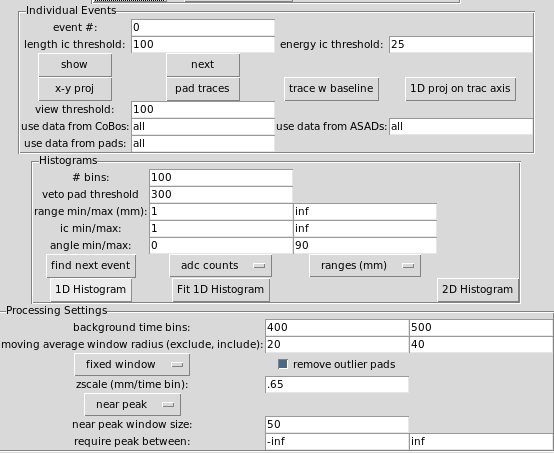 Individual Events
event #: 0
length ic threshold: 100 energy ic threshold: 25
show next
x-y proj pad traces trace w baseline 1D proj on trac axis
view threshold: 100
use data from CoBos: all use data from ASADs: all
use data from pads: all
Histograms
# bins: 100
veto pad threshold 300
range min/max (mm): 1 inf
ic min/max: 1 inf
angle min/max: 0 90
find next event adc counts ranges (mm)
1D Histogram Fit 1D Histogram 2D Histogram
Processing Settings
background time bins: 400 500
moving average window radius (exclude, include): 20 40
fixed window remove outlier pads
zscale (mm/time bin): .65
near peak
near peak window size: 50
require peak between: -inf inf